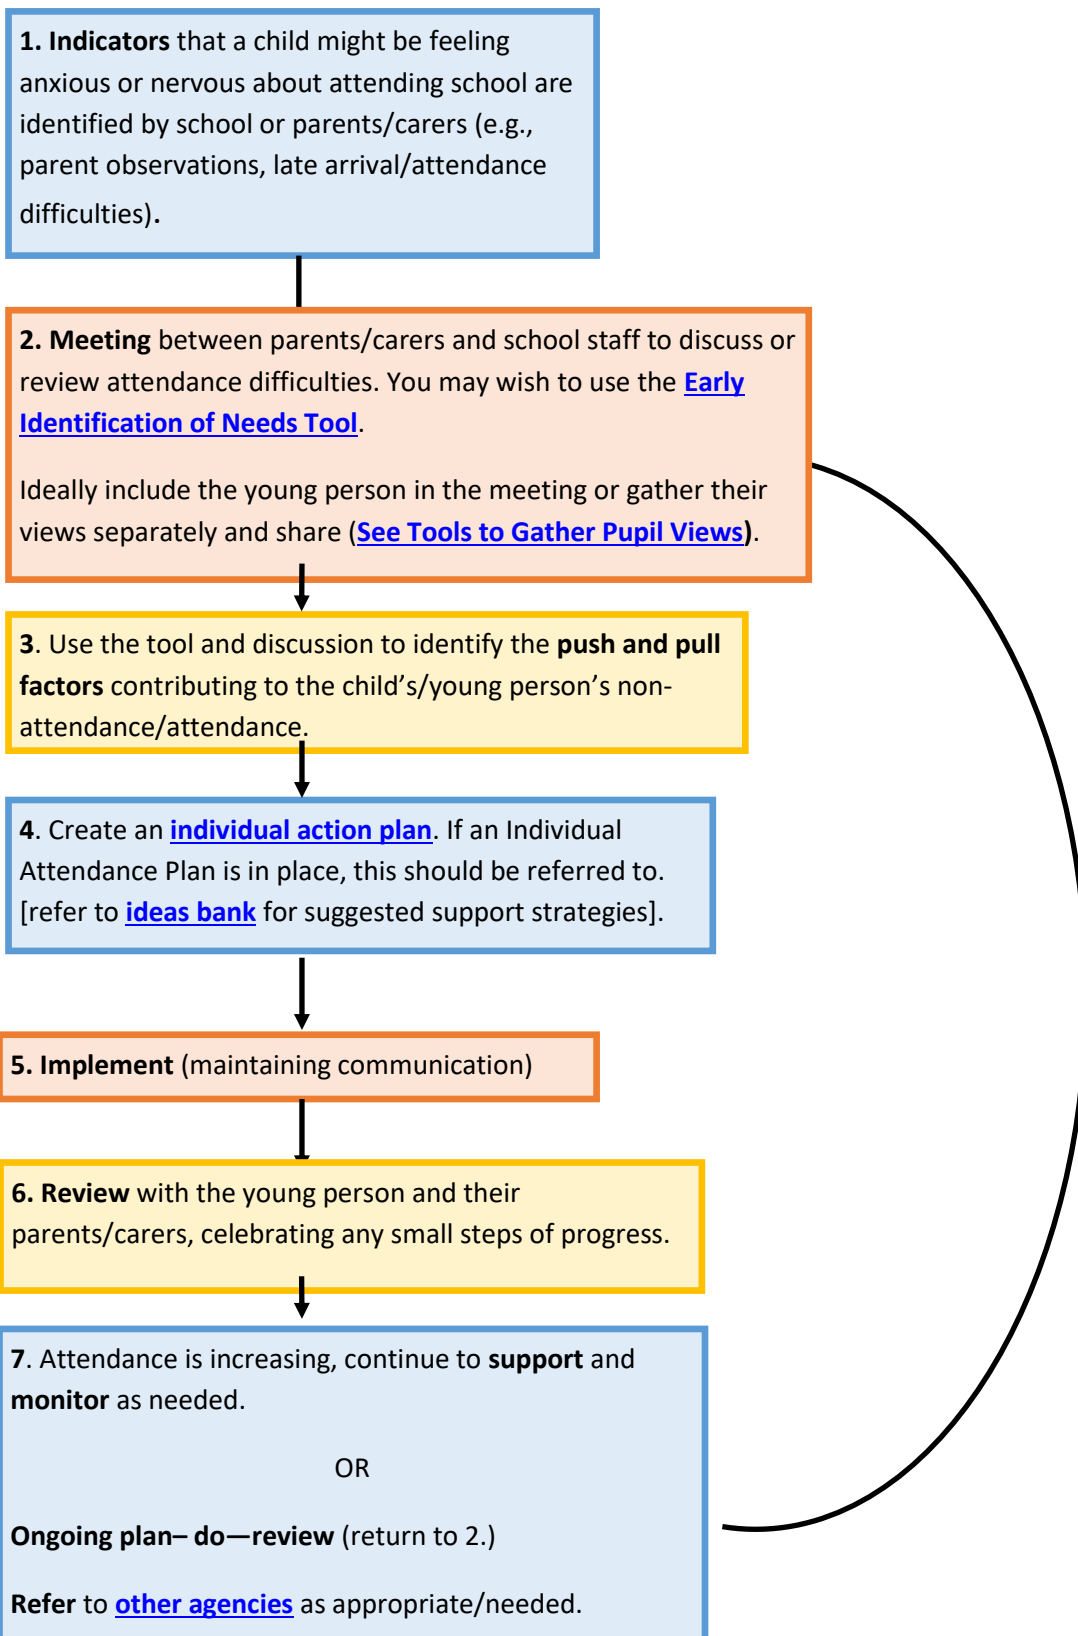 1. Indicators that a child might be feeling
anxious or nervous about attending school are
identified by school or parents/carers (e.g.,
parent observations, late arrival/attendance
difficulties).
2. Meeting between parents/carers and school staff to discuss or
review attendance difficulties. You may wish to use the Early
Identification of Needs Tool.
Ideally include the young person in the meeting or gather their
views separately and share (See Tools to Gather Pupil Views).
3. Use the tool and discussion to identify the push and pull
factors contributing to the child’s/young person’s non-
attendance/attendance.
4. Create an individual action plan. If an Individual
Attendance Plan is in place, this should be referred to.
[refer to ideas bank for suggested support strategies].
5. Implement (maintaining communication)
6. Review with the young person and their
parents/carers, celebrating any small steps of progress.
7. Attendance is increasing, continue to support and
monitor as needed.
OR
Ongoing plan– do—review (return to 2.)
Refer to other agencies as appropriate/needed.